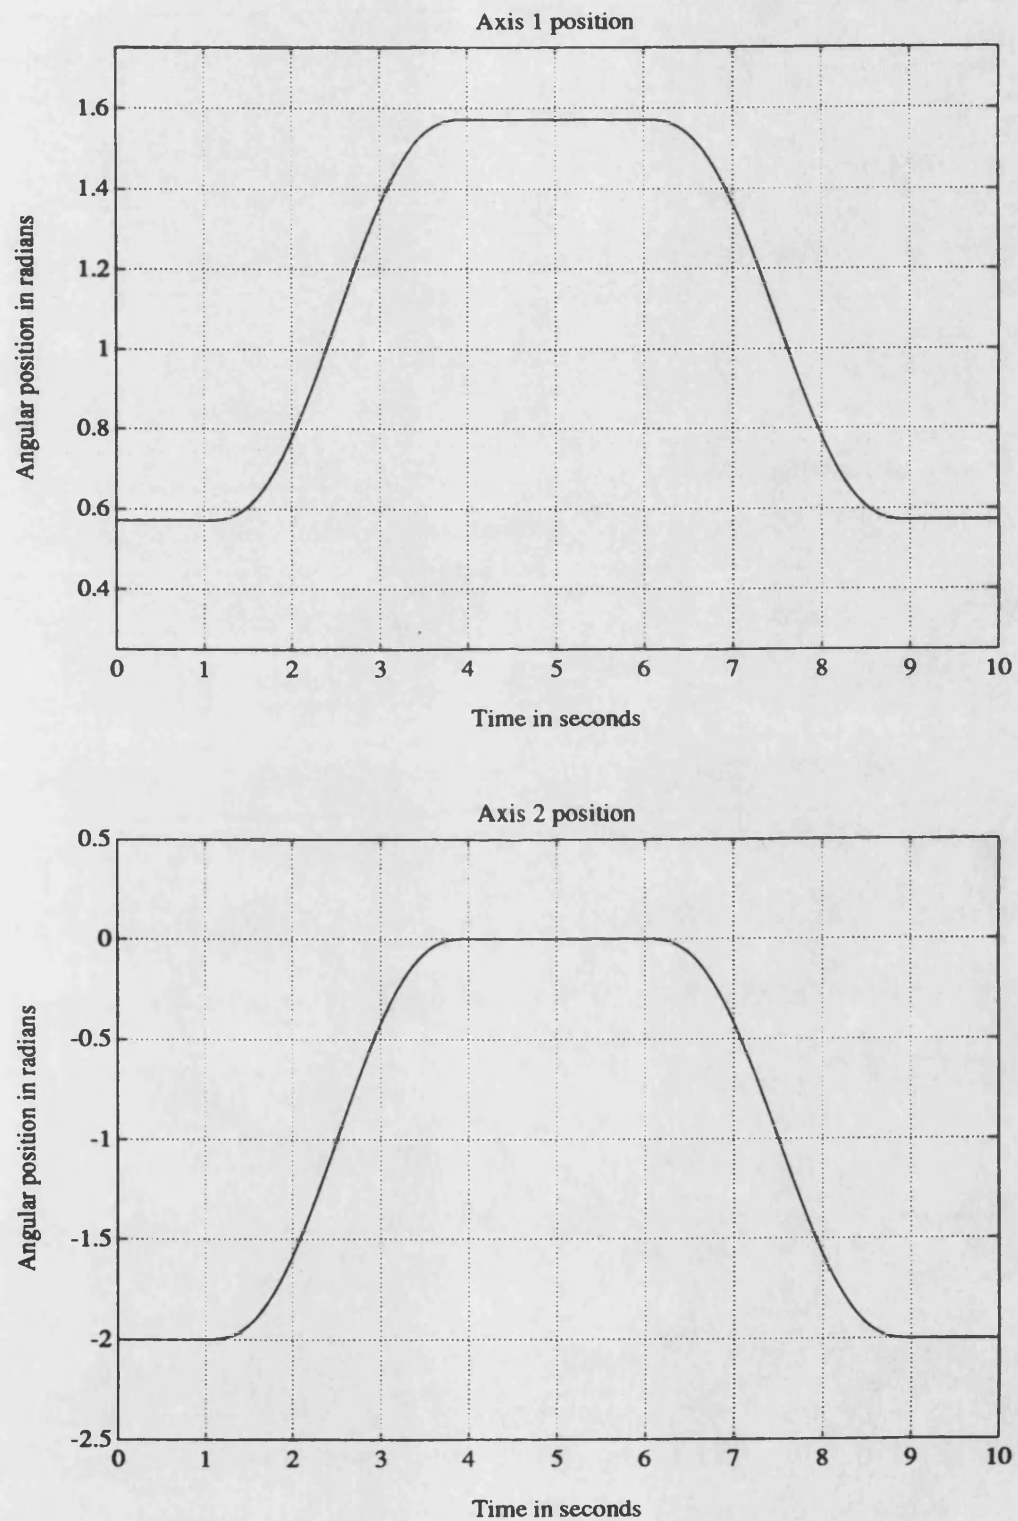 Axis 1 position
Angular position in radians
1.6
1.4
1.2
1
0.8
0.6
0.4
0 1 2 3 4 5 6 7 8 9 10
Time in seconds
Axis 2 position
Angular position in radians
0.5
0
-0.5
-1
-1.5
-2
-2.5
0 1 2 3 4 5 6 7 8 9 10
Time in seconds